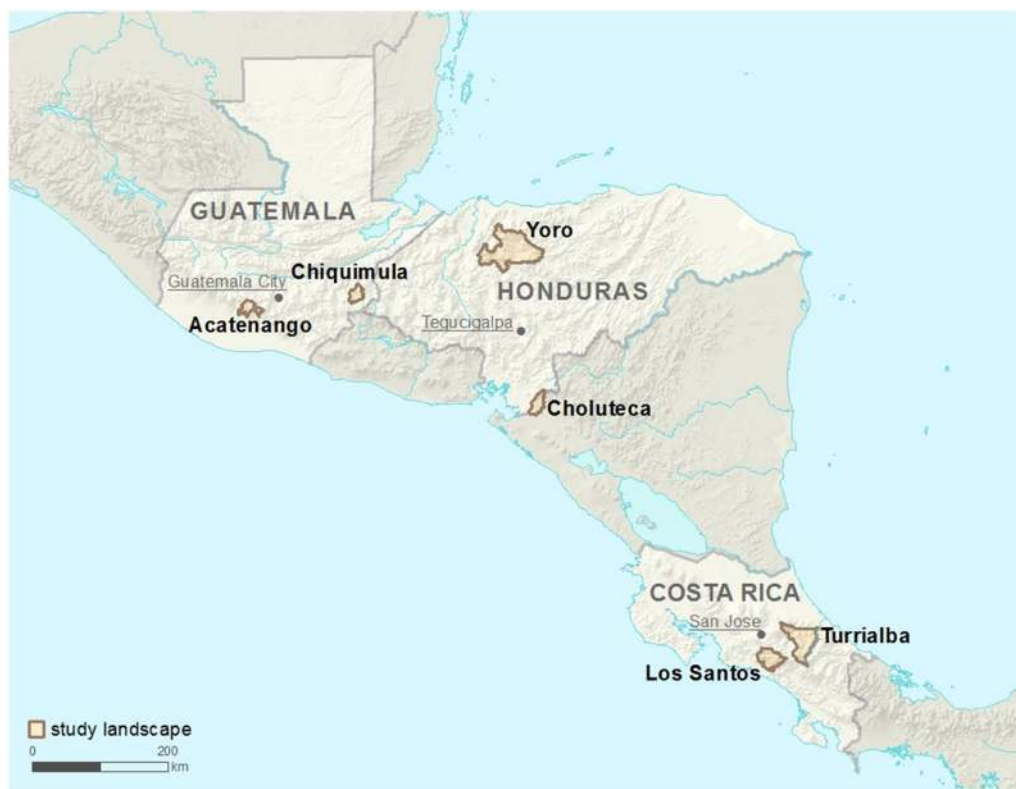 GUATEMALA
Yoro
Chiquimula
Guatemala City
HONDURAS
Acatenango
Tegucigalpa
Choluteca
COSTA RICA
San Jose
Turrialba
Los Santos
study landscape
0 200
km